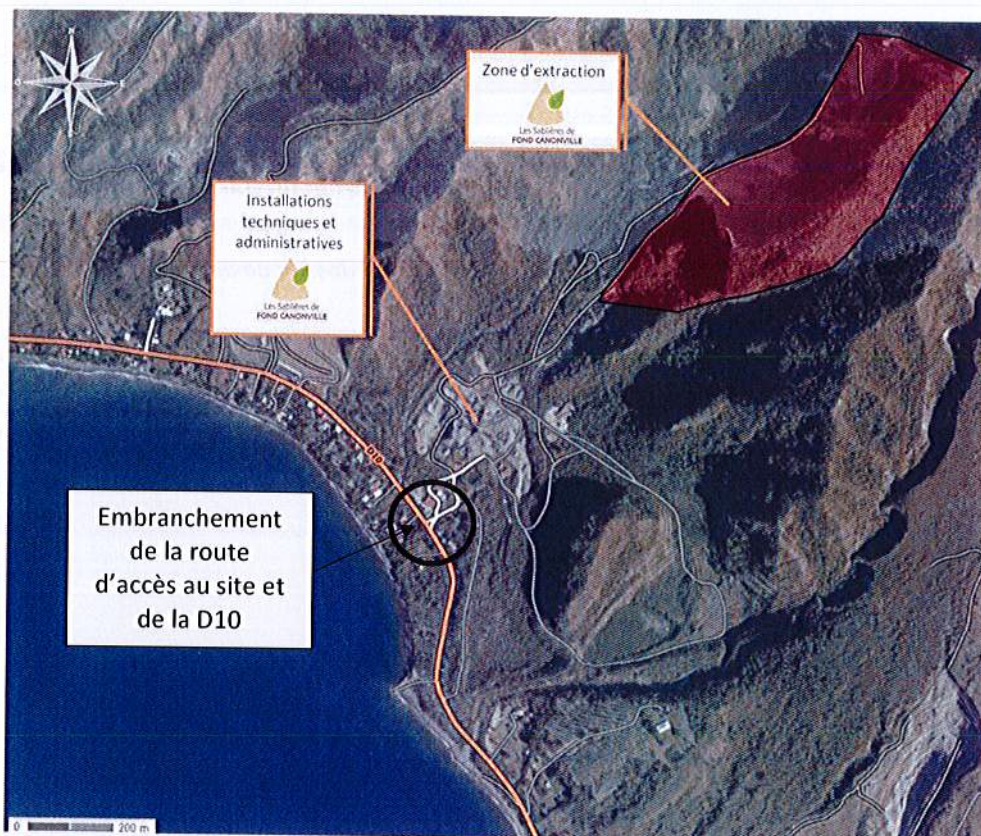 N
O
E
S
Zone d'extraction
Les Sablières de
FOND CANONVILLE
Installations
techniques et
administratives
Les Sablières de
FOND CANONVILLE
D10
Embranchement
de la route
d'accès au site et
de la D10
0 200 m